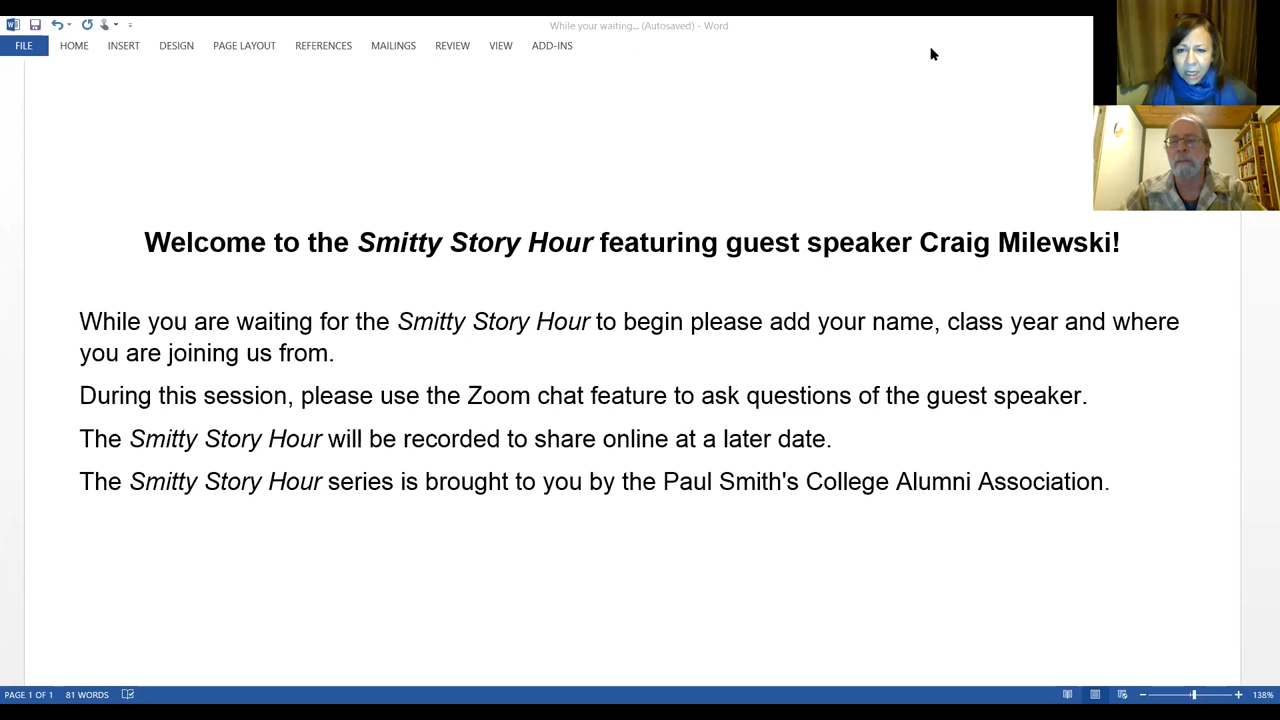 While your waiting... (Autosaved) - Word
FILE HOME INSERT DESIGN PAGE LAYOUT REFERENCES MAILINGS REVIEW VIEW ADD-INS
Welcome to the Smitty Story Hour featuring guest speaker Craig Milewski!
While you are waiting for the Smitty Story Hour to begin please add your name, class year and where
you are joining us from.
During this session, please use the Zoom chat feature to ask questions of the guest speaker.
The Smitty Story Hour will be recorded to share online at a later date.
The Smitty Story Hour series is brought to you by the Paul Smith's College Alumni Association.
PAGE 1 OF 1 81 WORDS 138%